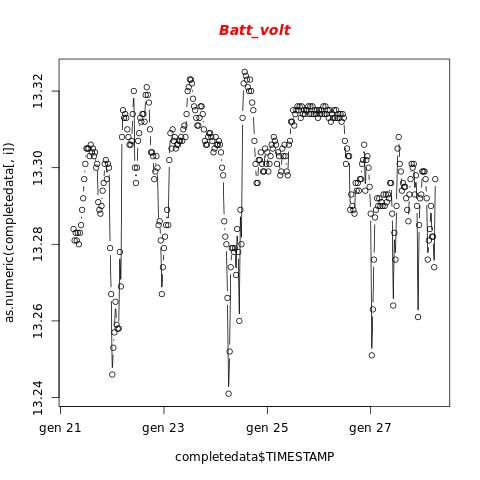 Batt_volt
as.numeric(completedata[, i])
13.32
13.30
13.28
13.26
13.24
gen 21
gen 23
gen 25
gen 27
completedata$TIMESTAMP